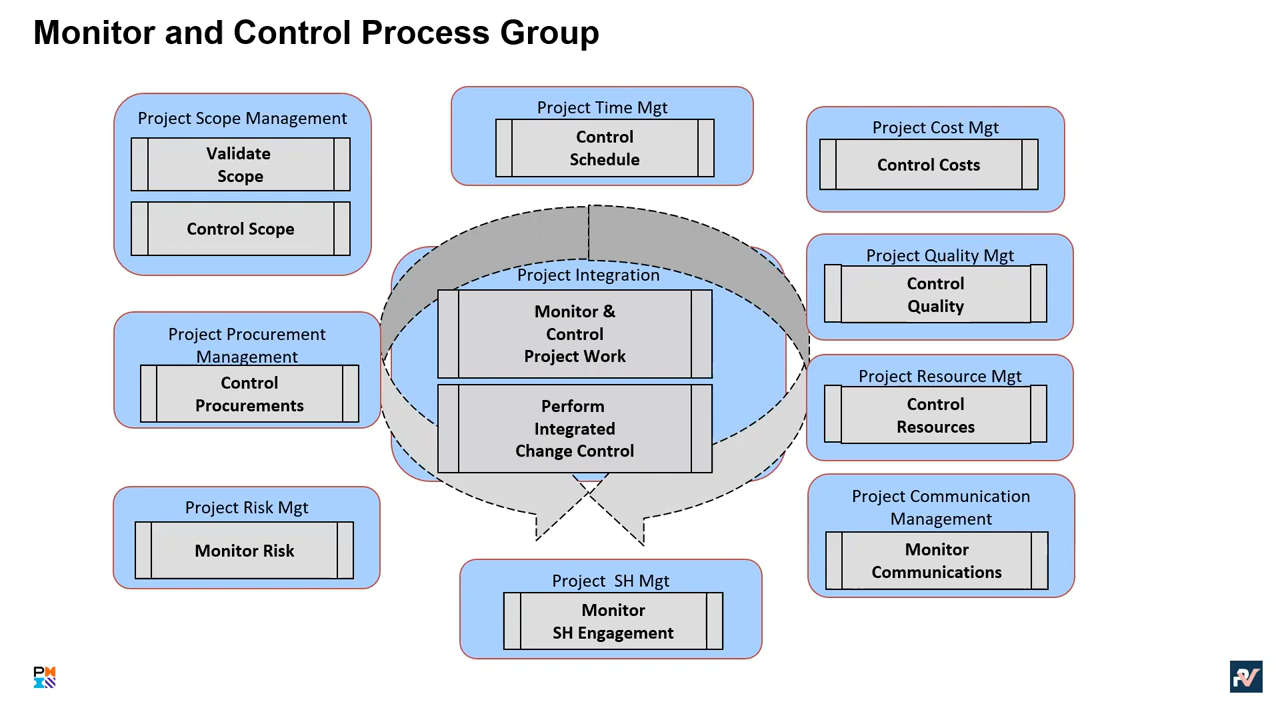 Monitor and Control Process Group
Project Scope Management
Validate
Scope
Control Scope
Project Time Mgt
Control
Schedule
Project Cost Mgt
Control Costs
Project Integration
Monitor &
Control
Project Work
Perform
Integrated
Change Control
Project Quality Mgt
Control
Quality
Project Procurement
Management
Control
Procurements
Project Resource Mgt
Control
Resources
Project Risk Mgt
Monitor Risk
Project SH Mgt
Monitor
SH Engagement
Project Communication
Management
Monitor
Communications